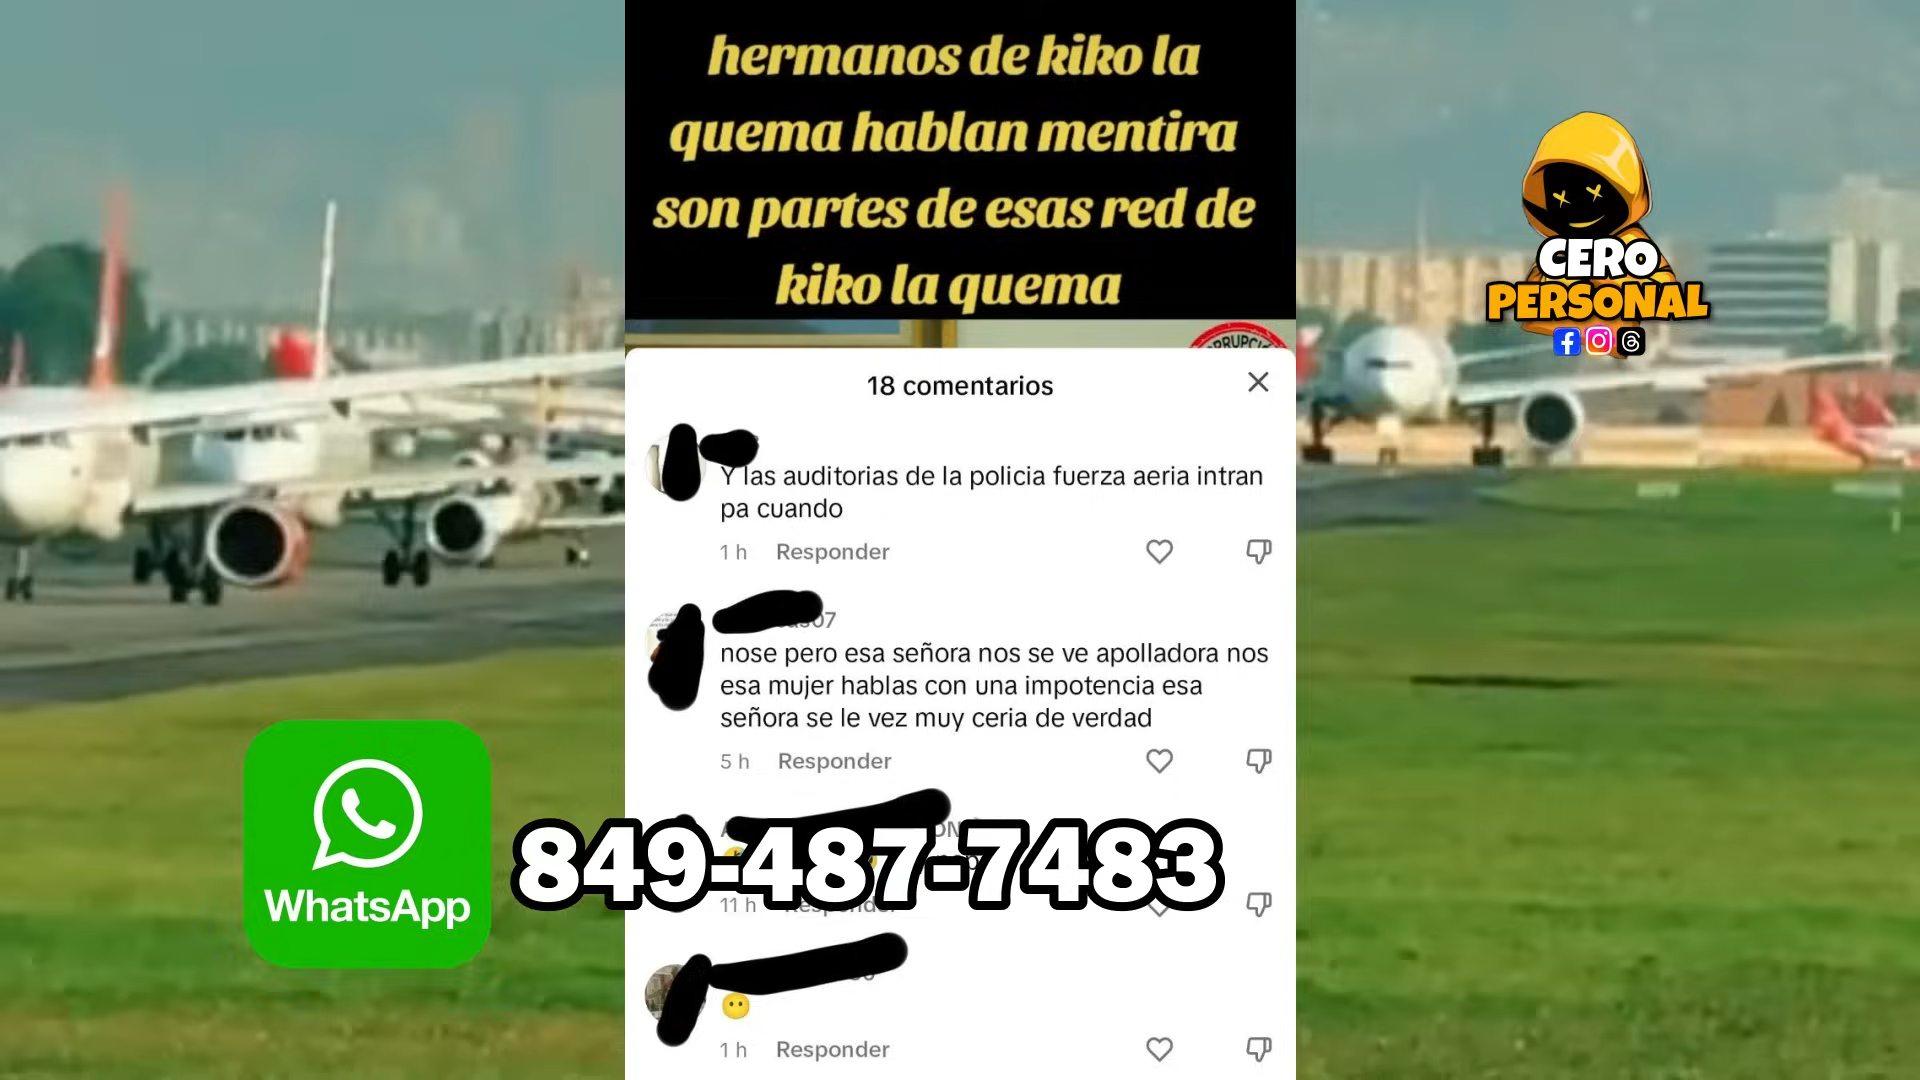 hermanos de kiko la
quema hablan mentira
son partes de esas red de
kiko la quema
18 comentarios
Y las auditorias de la policia fuerza aeria intran
pa cuando
1 h Responder
nose pero esa señora nos se ve apolladora nos
esa mujer hablas con una impotencia esa
señora se le vez muy ceria de verdad
5 h Responder
849-487-7483
11 h Responder
1 h Responder
WhatsApp
CERO
PERSONAL